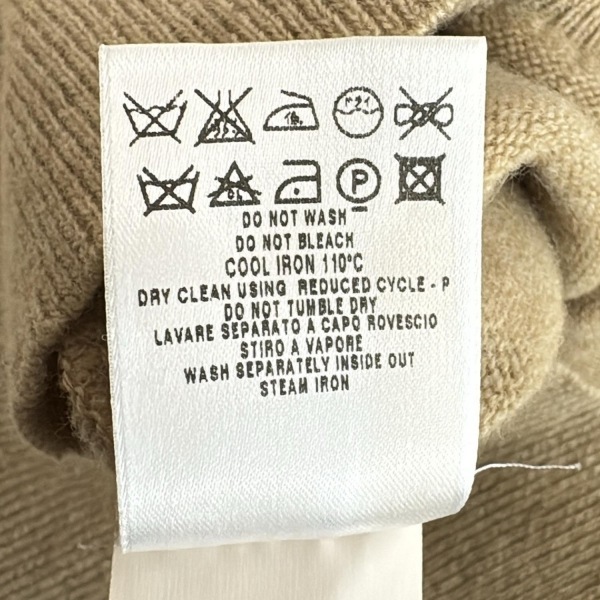 低
P
DO NOT WASH
DO NOT BLEACH
COOL IRON 110°C
DRY CLEAN USING REDUCED CYCLE - P
DO NOT TUMBLE DRY
LAVARE SEPARATO A CAPO ROVESCIO
STIRO A VAPORE
WASH SEPARATELY INSIDE OUT
STEAM IRON